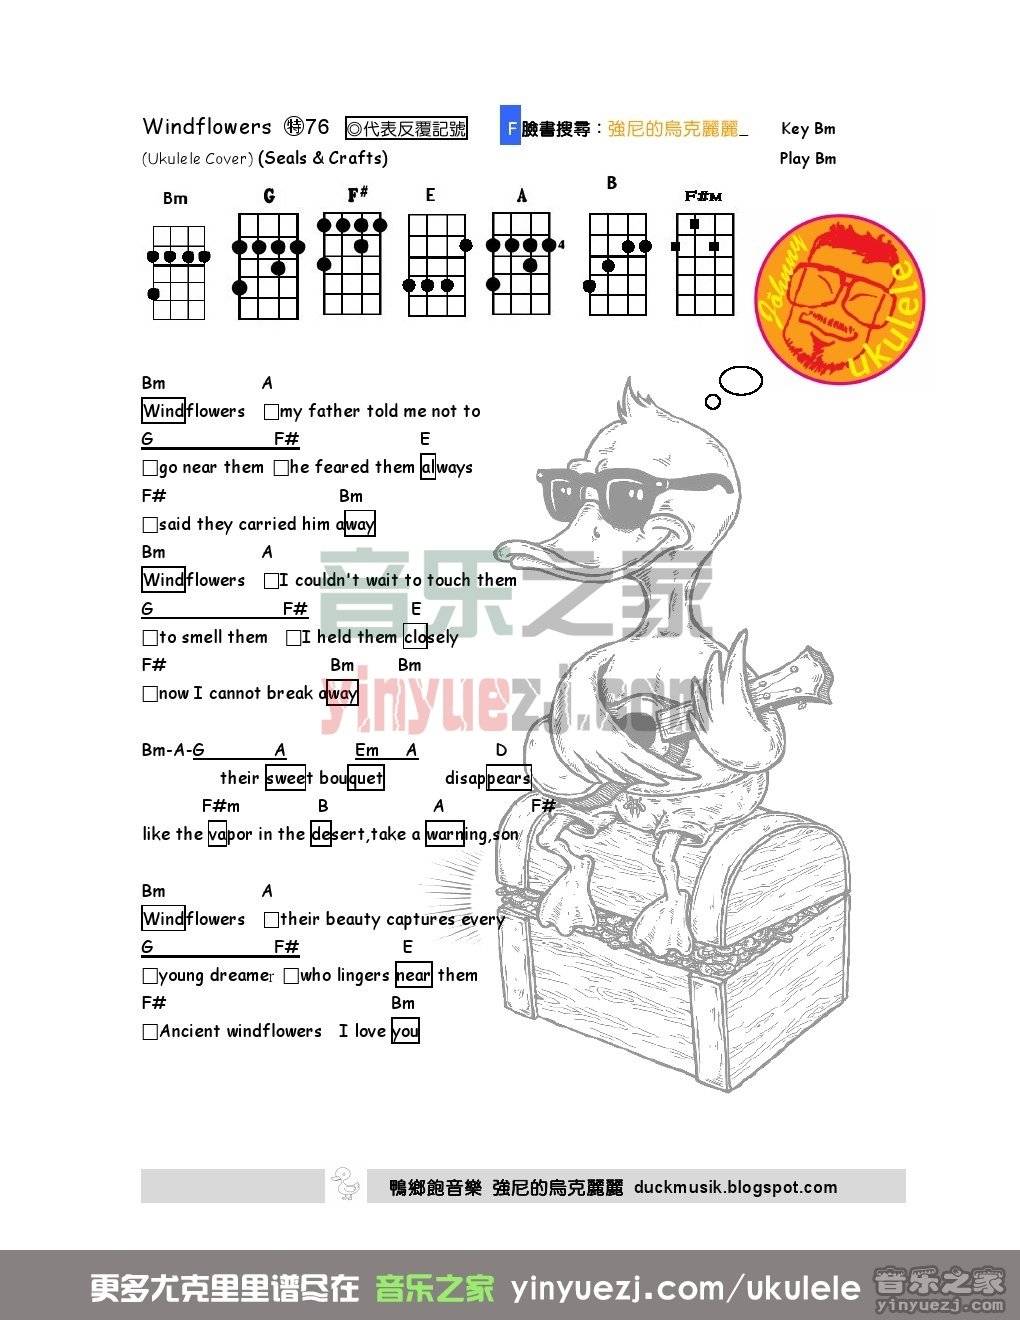 Windflowers ㊕76 ◎代表反覆記號 F 臉書搜尋：強尼的烏克麗麗_ Key Bm
(Ukulele Cover) (Seals & Crafts) Play Bm
Bm G F# E A B F#M
4
Jöhnny ukulele
Bm A
Windflowers □my father told me not to
G F# E
□go near them □he feared them always
F# Bm
□said they carried him away
Bm A
Windflowers □I couldn't wait to touch them
G F# E
□to smell them □I held them closely
F# Bm Bm
□now I cannot break away
音乐之家
yinyuezj.com
Bm-A-G A Em A D
their sweet bouquet disappears
F#m B A F#
like the vapor in the desert,take a warning,son
Bm A
Windflowers □their beauty captures every
G F# E
□young dreamer □who lingers near them
F# Bm
□Ancient windflowers I love you
鴨鄉飽音樂 強尼的烏克麗麗 duckmusik.blogspot.com
更多尤克里里谱尽在 音乐之家 yinyuezj.com/ukulele
音乐之家
yinyuezj.com